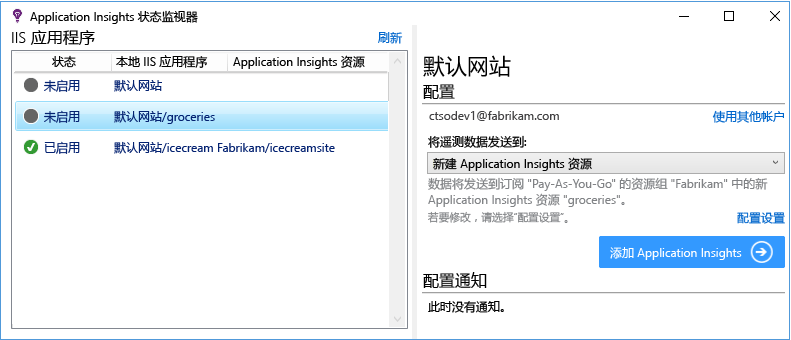 Application Insights 状态监视器
IIS 应用程序
刷新
状态 本地 IIS 应用程序 Application Insights 资源
未启用 默认网站
未启用 默认网站/groceries
已启用 默认网站/icecream Fabrikam/icecreamsite
默认网站
配置
ctsodev1@fabrikam.com 使用其他帐户
将遥测数据发送到:
新建 Application Insights 资源
数据将发送到订阅 "Pay-As-You-Go" 的资源组 "Fabrikam" 中的新
Application Insights 资源 "groceries"。
若要修改，请选择“配置设置”。 配置设置
添加 Application Insights
配置通知
此时没有通知。